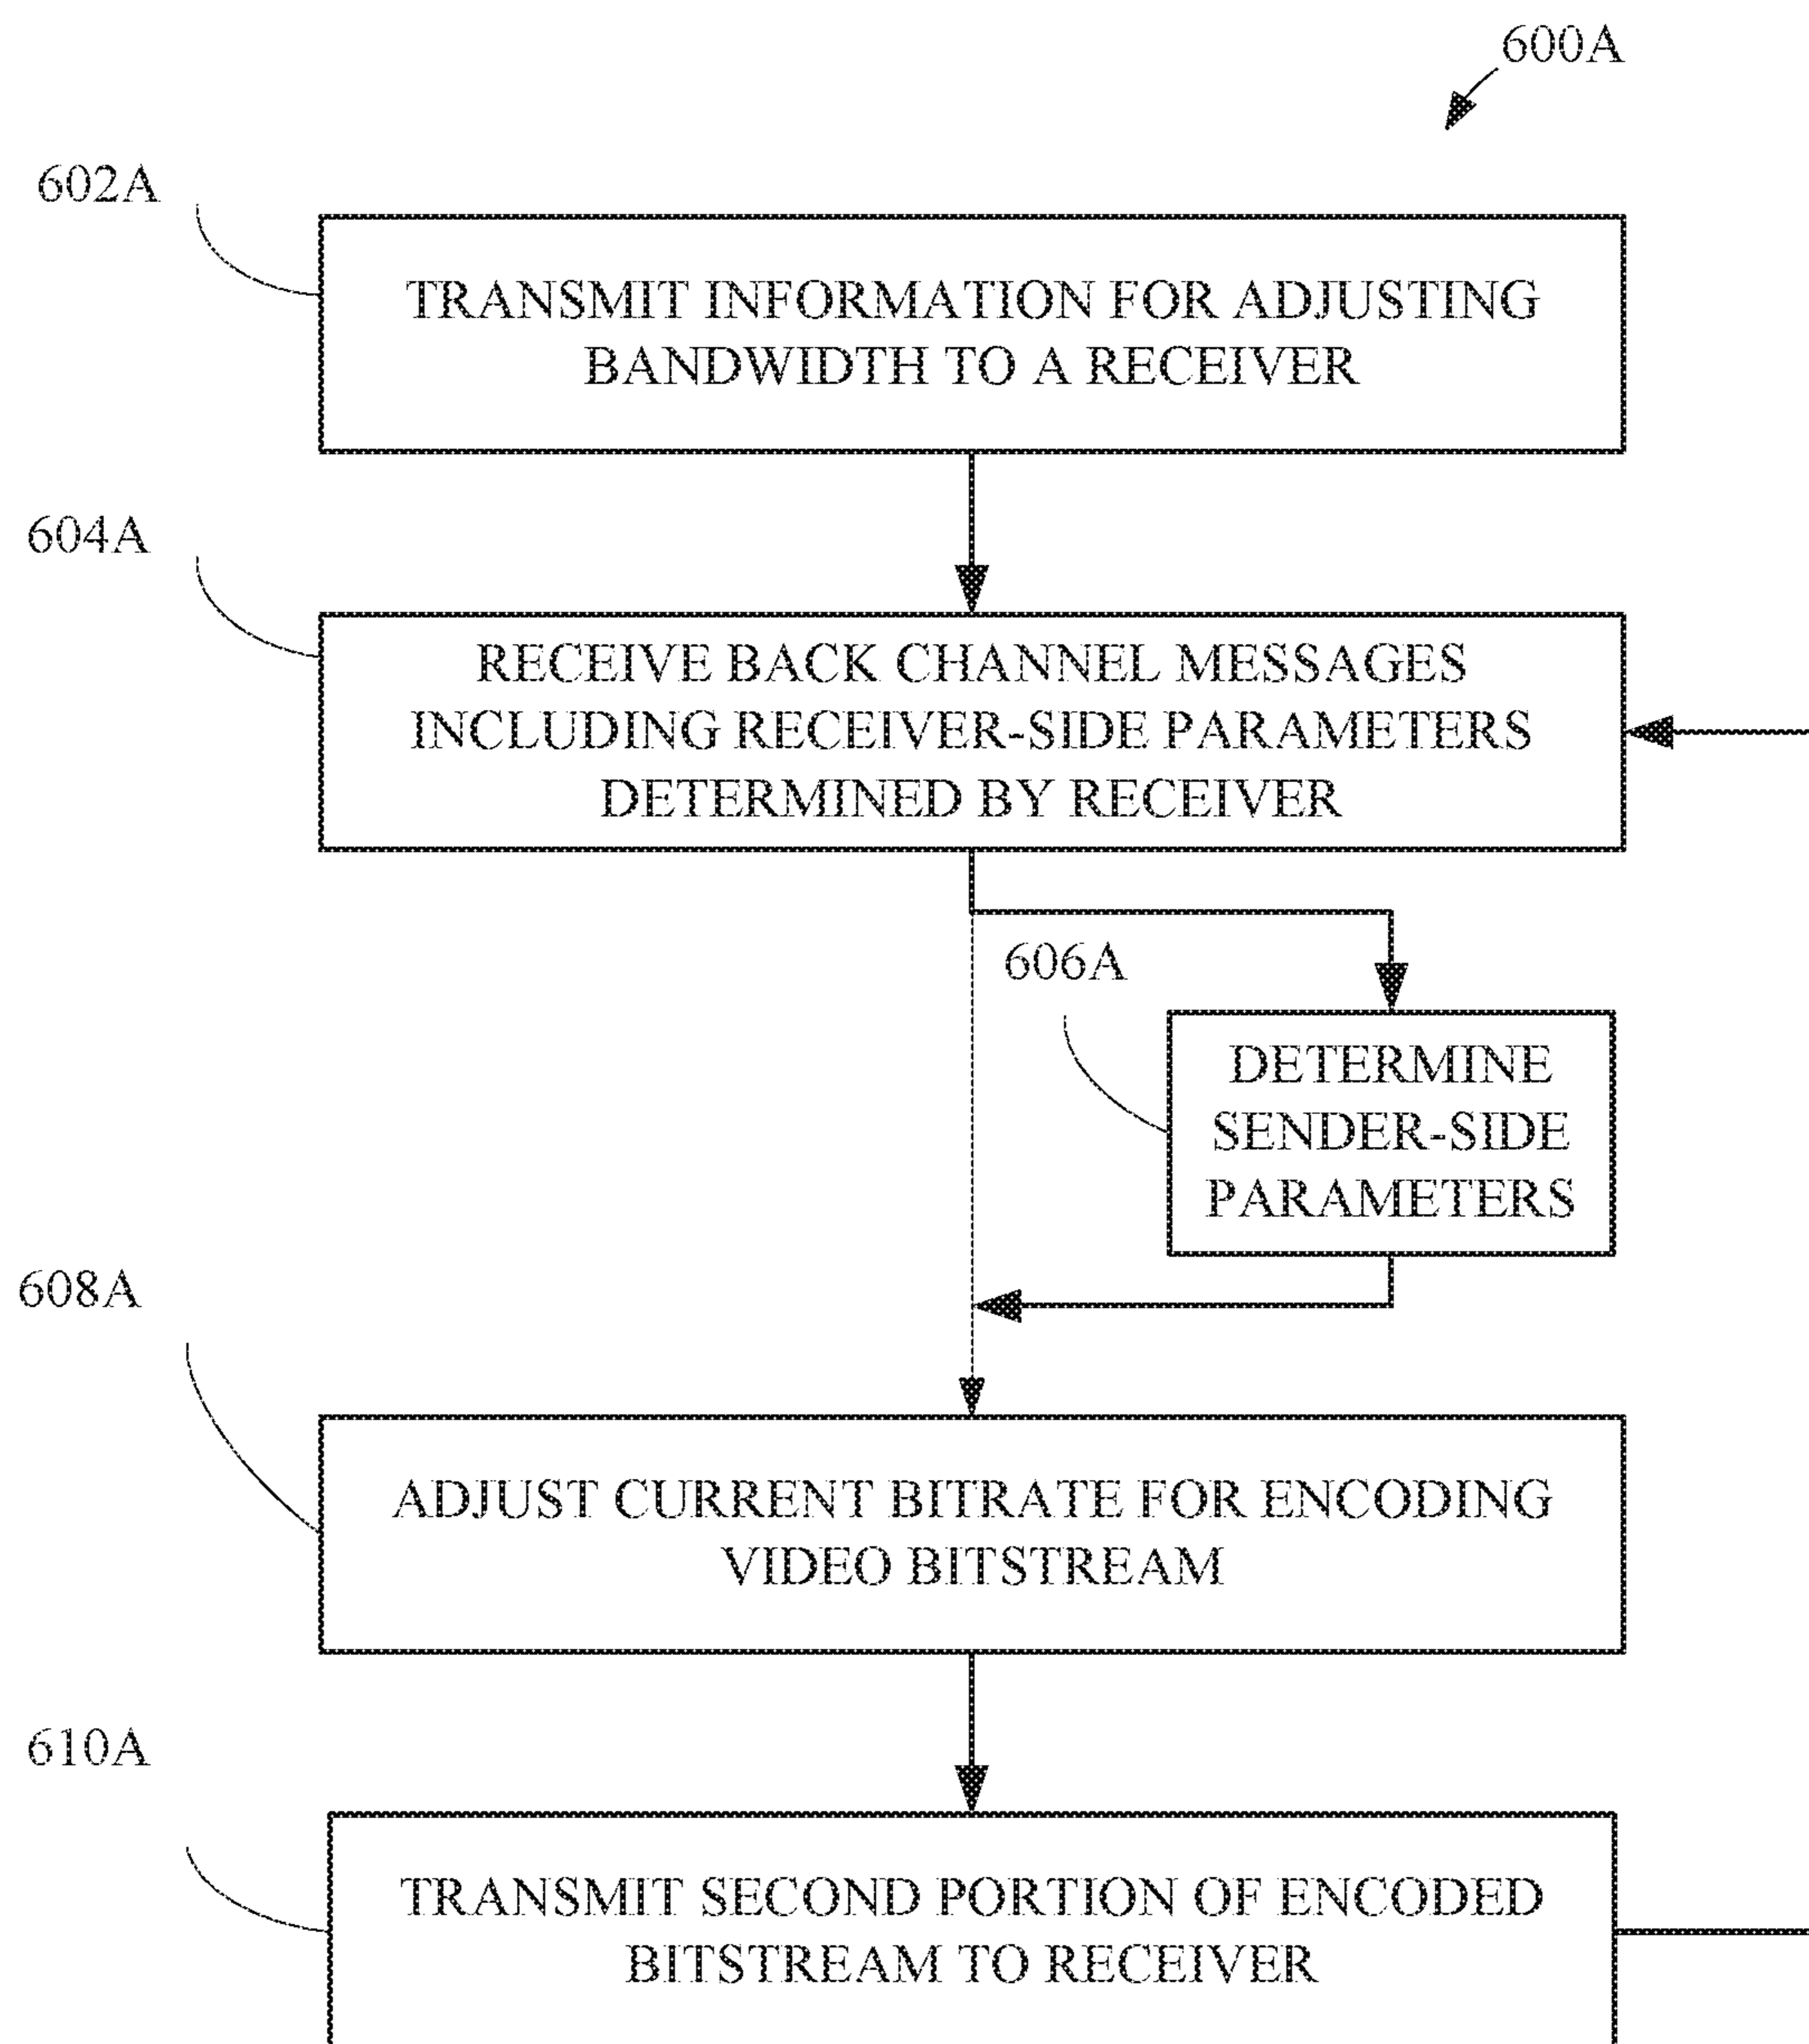 600A
602A
TRANSMIT INFORMATION FOR ADJUSTING
BANDWIDTH TO A RECEIVER
604A
RECEIVE BACK CHANNEL MESSAGES
INCLUDING RECEIVER-SIDE PARAMETERS
DETERMINED BY RECEIVER
606A
DETERMINE
SENDER-SIDE
PARAMETERS
608A
ADJUST CURRENT BITRATE FOR ENCODING
VIDEO BITSTREAM
610A
TRANSMIT SECOND PORTION OF ENCODED
BITSTREAM TO RECEIVER